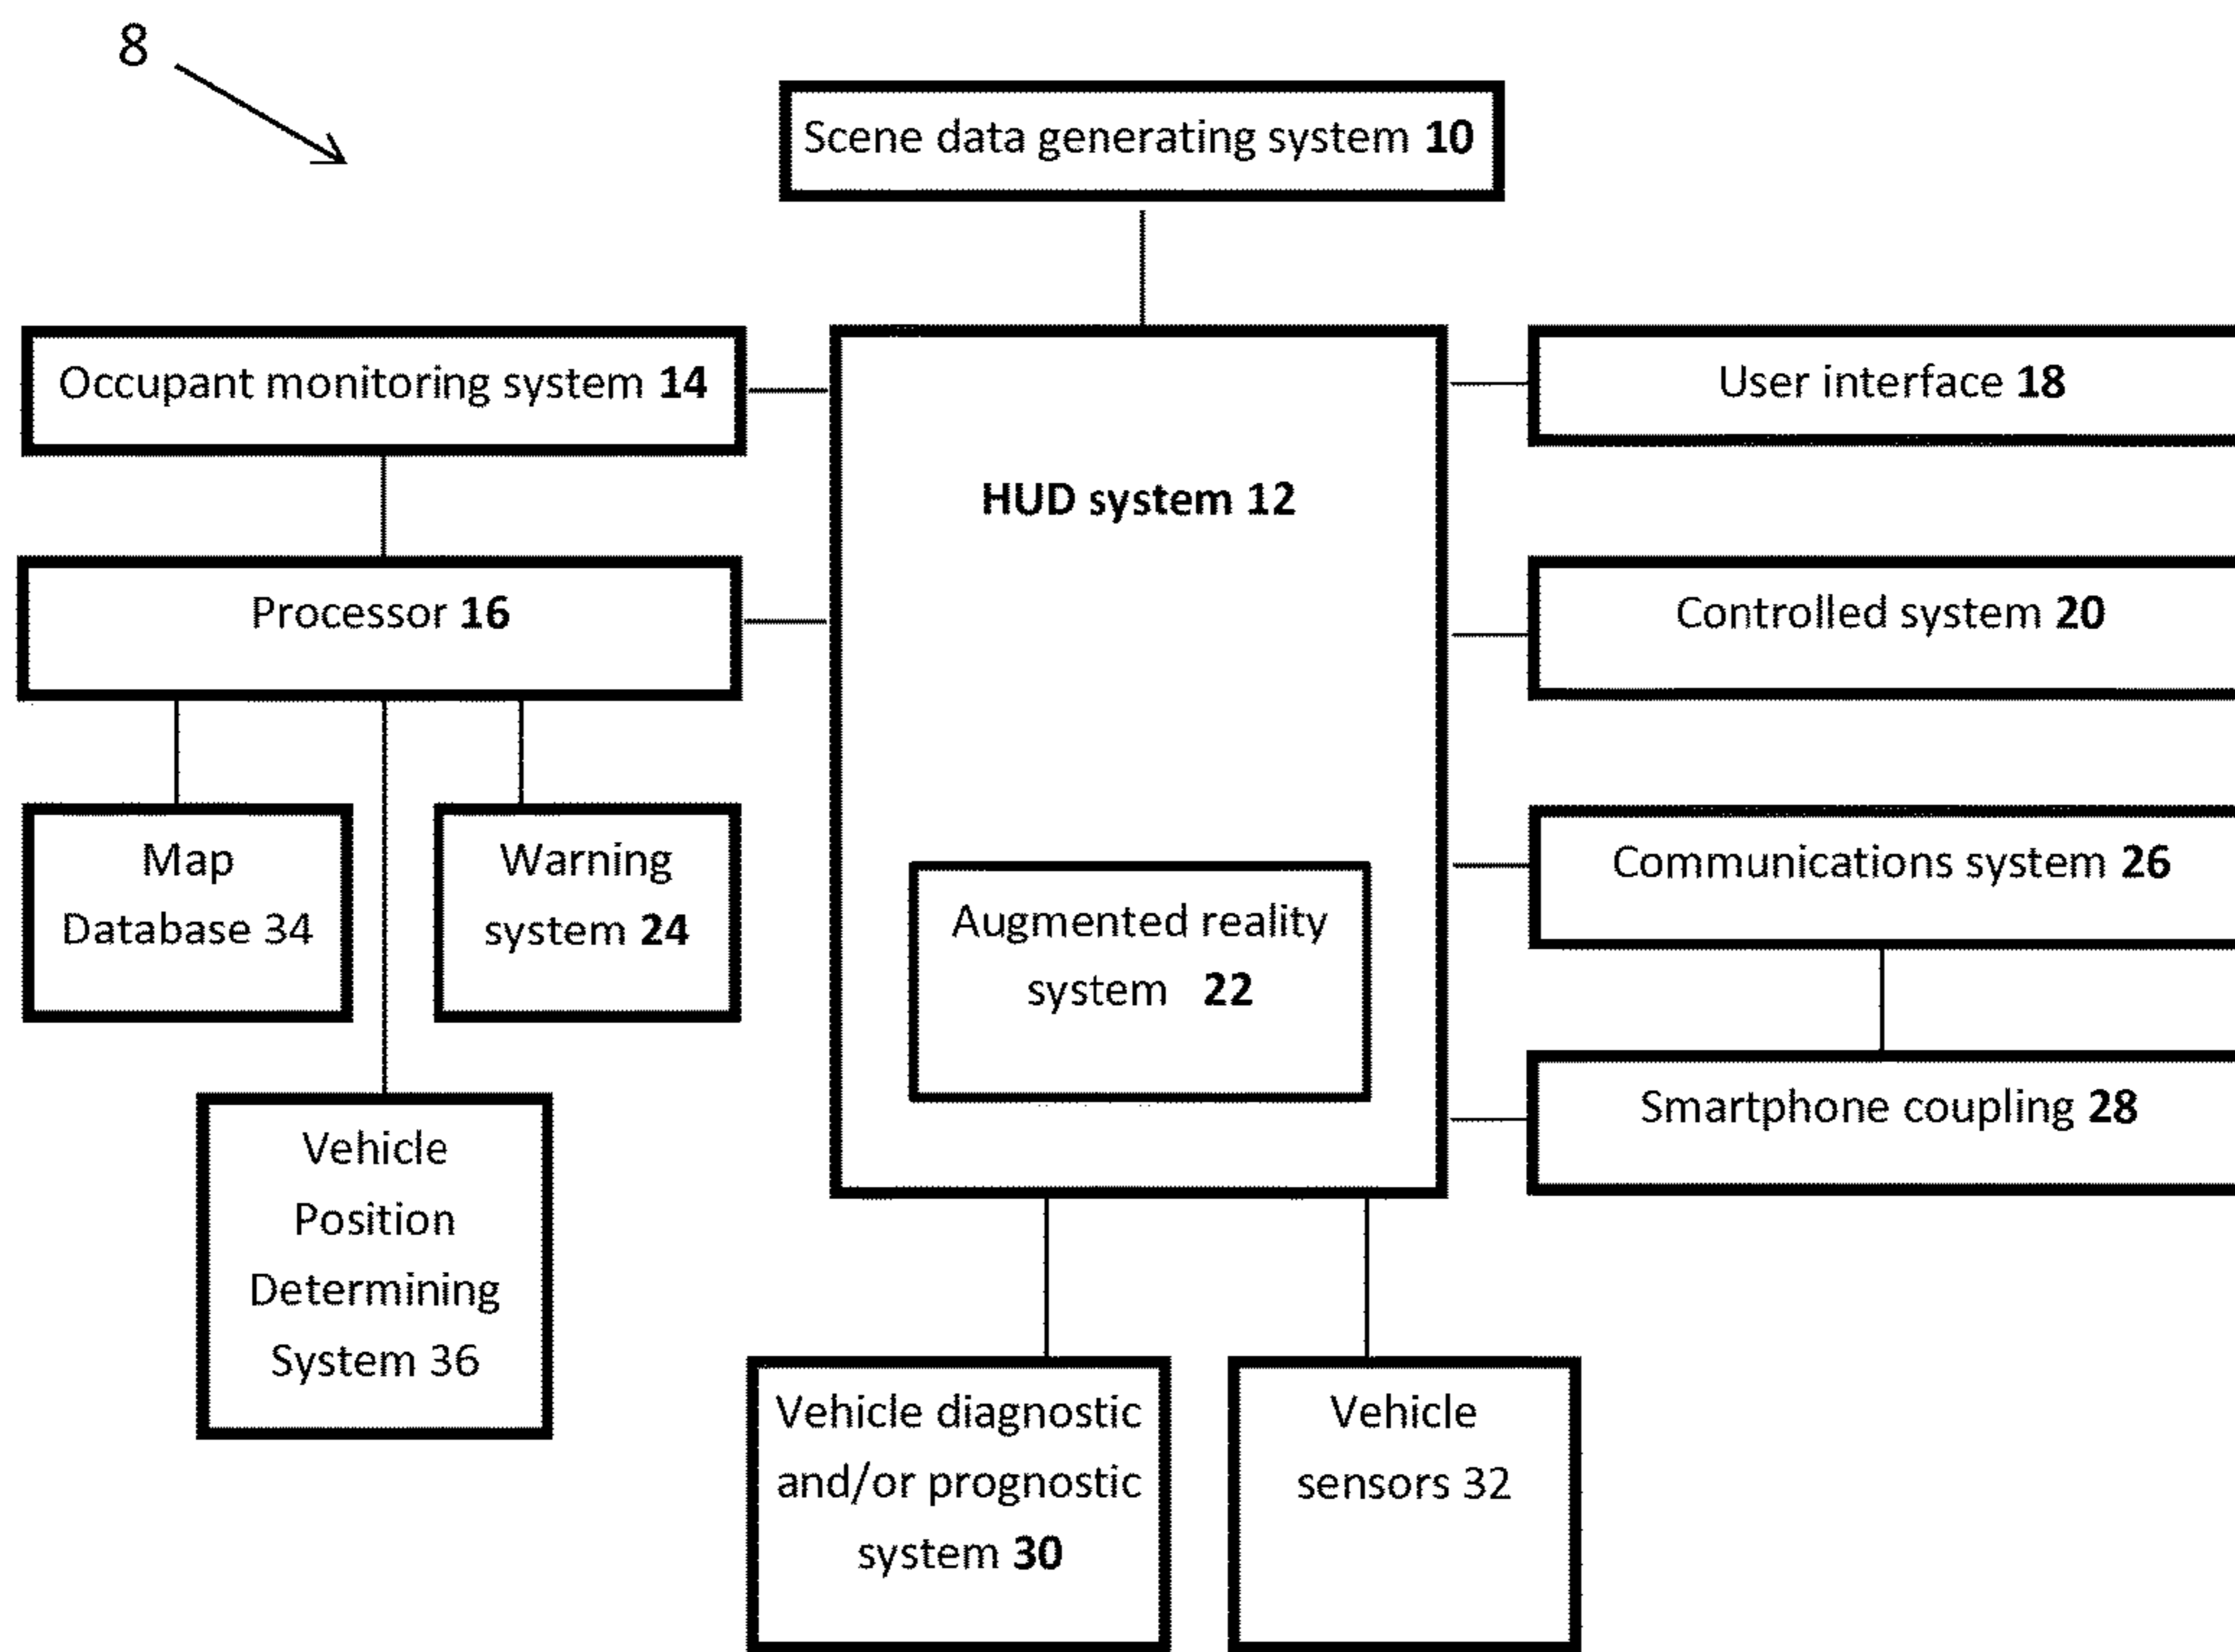 8
Scene data generating system 10
Occupant monitoring system 14
User interface 18
HUD system 12
Processor 16
Controlled system 20
Map
Database 34
Warning
system 24
Communications system 26
Augmented reality
system 22
Smartphone coupling 28
Vehicle
Position
Determining
System 36
Vehicle diagnostic
and/or prognostic
system 30
Vehicle
sensors 32